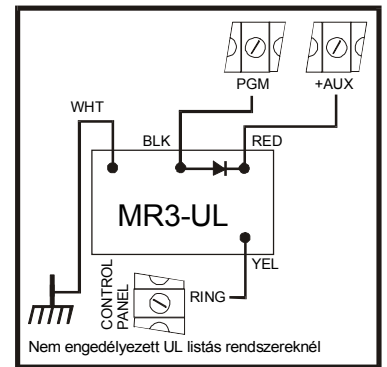 PGM
+AUX
WHT
BLK
RED
MR3-UL
YEL
CONTROL
PANEL
RING
Nem engedélyezett UL listás rendszereknél